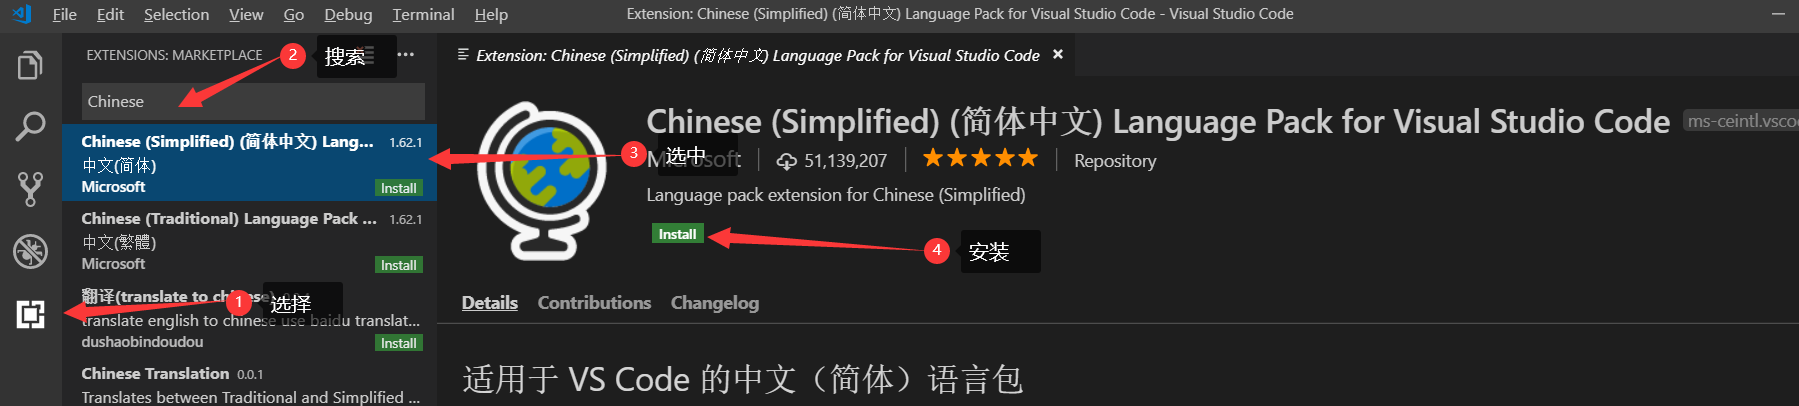 File Edit Selection View Go Debug Terminal Help
Extension: Chinese (Simplified) (简体中文) Language Pack for Visual Studio Code - Visual Studio Code
EXTENSIONS: MARKETPLACE
2 搜索
Chinese
Chinese (Simplified) (简体中文) Lang... 1.62.1
中文(简体)
Microsoft Install
Chinese (Traditional) Language Pack ... 1.62.1
中文(繁體)
Microsoft Install
翻译(translate to chinese)
1 选择
translate english to chinese use baidu translat...
dushaobindoudou Install
Chinese Translation 0.0.1
Translates between Traditional and Simplified ...
Extension: Chinese (Simplified) (简体中文) Language Pack for Visual Studio Code
Chinese (Simplified) (简体中文) Language Pack for Visual Studio Code ms-ceintl.vscod
3 选中
Microsoft 51,139,207 Repository
Language pack extension for Chinese (Simplified)
Install
4 安装
Details Contributions Changelog
适用于 VS Code 的中文（简体）语言包